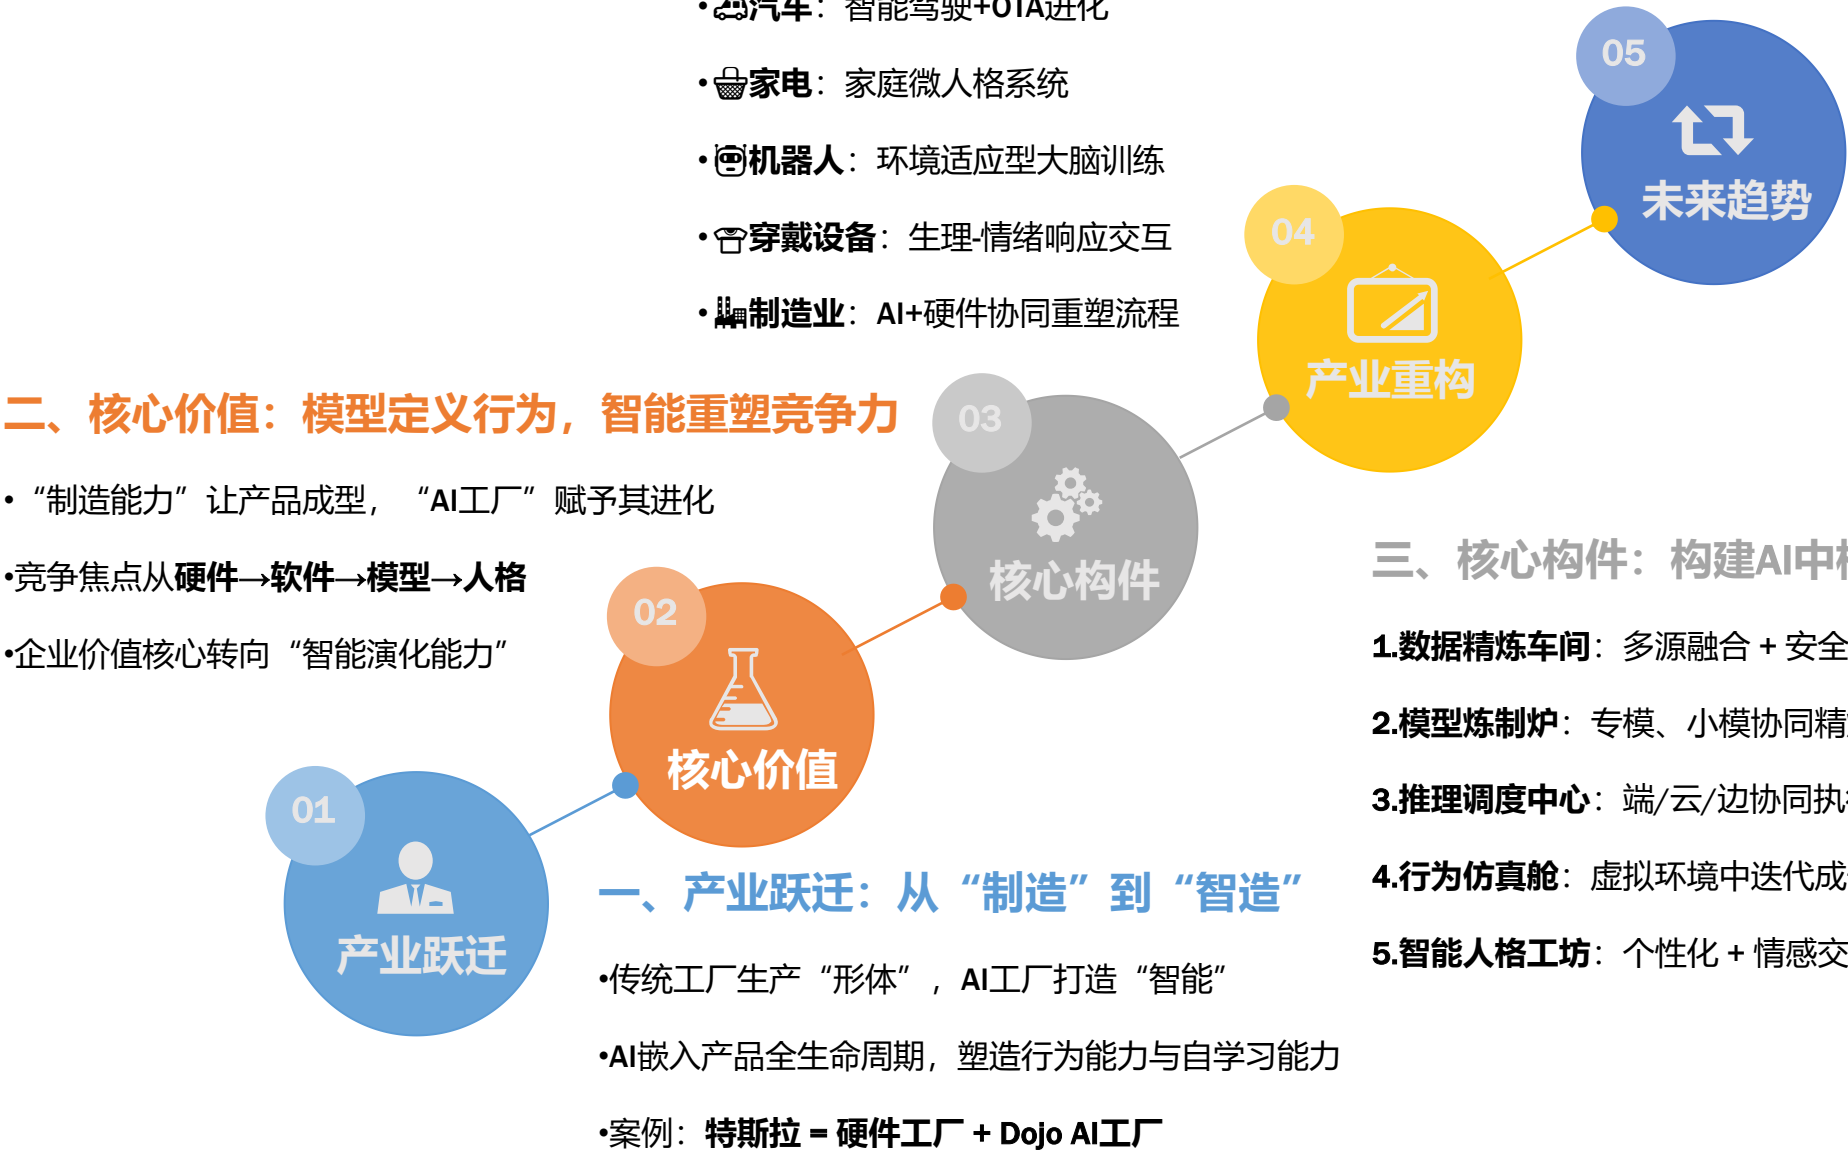 •汽车：智能驾驶+OTA进化
•家电：家庭微人格系统
•机器人：环境适应型大脑训练
•穿戴设备：生理-情绪响应交互
•制造业：AI+硬件协同重塑流程
05
未来趋势
04
产业重构
二、核心价值：模型定义行为，智能重塑竞争力
•“制造能力”让产品成型，“AI工厂”赋予其进化
•竞争焦点从硬件→软件→模型→人格
•企业价值核心转向“智能演化能力”
03
核心构件
02
核心价值
三、核心构件：构建AI中
1.数据精炼车间：多源融合 + 安全
2.模型炼制炉：专模、小模协同精
3.推理调度中心：端/云/边协同执
4.行为仿真舱：虚拟环境中迭代成
5.智能人格工坊：个性化 + 情感交
01
产业跃迁
一、产业跃迁：从“制造”到“智造”
•传统工厂生产“形体”，AI工厂打造“智能”
•AI嵌入产品全生命周期，塑造行为能力与自学习能力
•案例：特斯拉 = 硬件工厂 + Dojo AI工厂